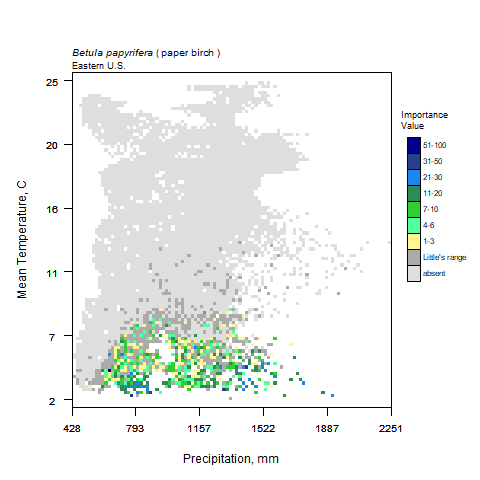 Betula papyrifera ( paper birch )
Eastern U.S.
25
20
16
11
7
2
Mean Temperature, C
428 793 1157 1522 1887 2251
Precipitation, mm
Importance
Value
51-100
31-50
21-30
11-20
7-10
4-6
1-3
Little's range
absent